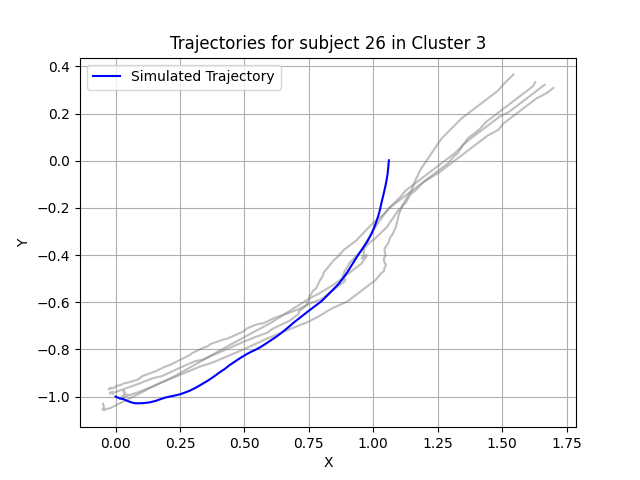 Trajectories for subject 26 in Cluster 3
Simulated Trajectory
0.4
0.2
0.0
−0.2
−0.4
−0.6
−0.8
−1.0
Y
0.00 0.25 0.50 0.75 1.00 1.25 1.50 1.75
X